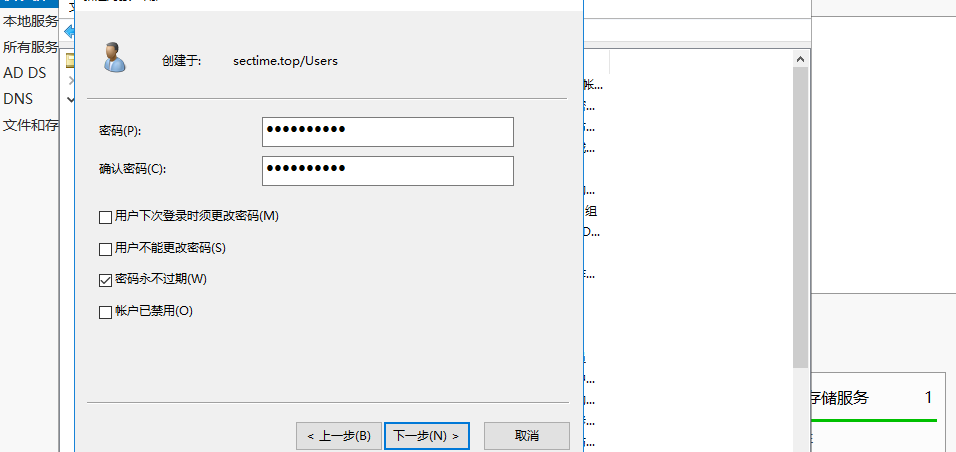 本地服务
所有服务
AD DS
DNS
文件和存
创建于: sectime.top/Users
密码(P):
确认密码(C):
用户下次登录时须更改密码(M)
用户不能更改密码(S)
密码永不过期(W)
帐户已禁用(O)
< 上一步(B)
下一步(N) >
取消
帐...
组
D...
存储服务 1